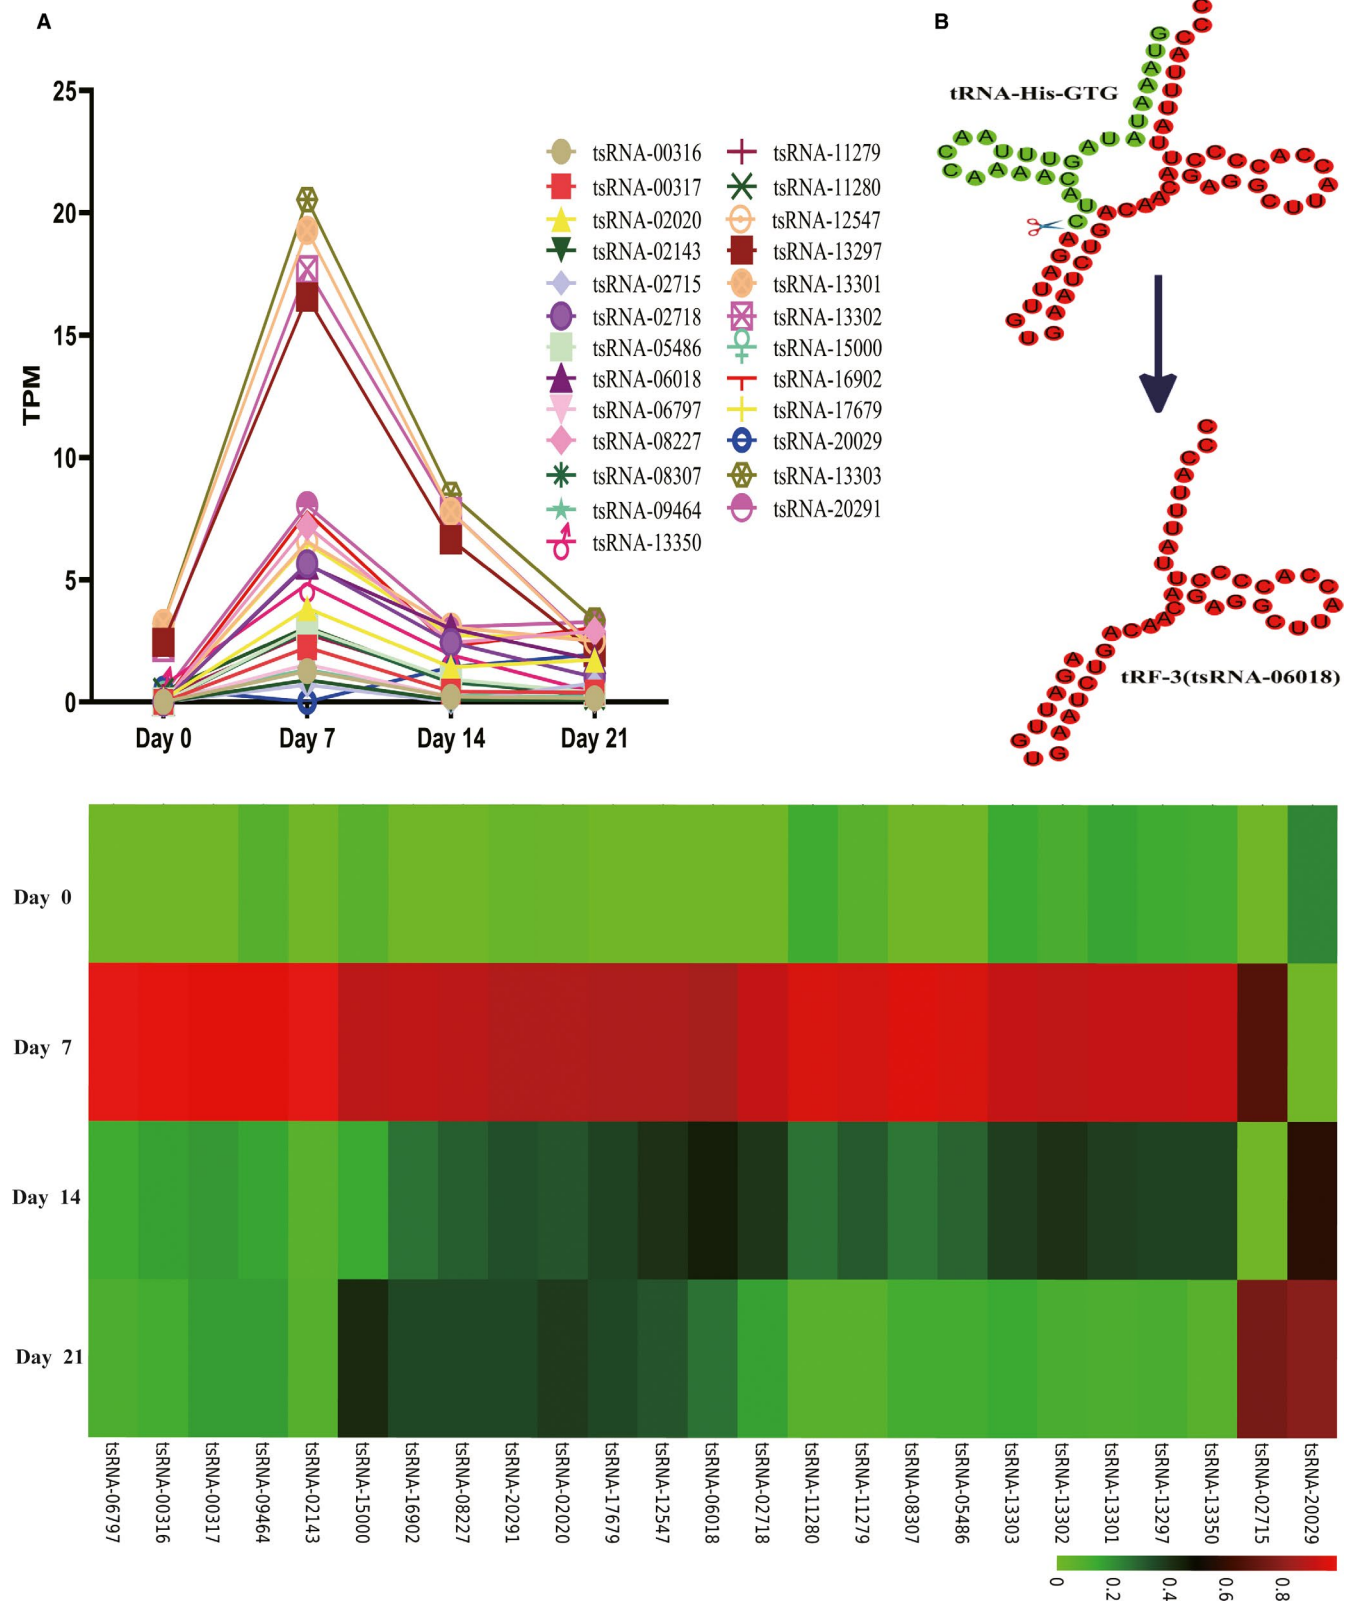 A
B
TPM
25
20
15
10
5
0
Day 0
Day 7
Day 14
Day 21
tsRNA-00316
tsRNA-00317
tsRNA-02020
tsRNA-02143
tsRNA-02715
tsRNA-02718
tsRNA-05486
tsRNA-06018
tsRNA-06797
tsRNA-08227
tsRNA-08307
tsRNA-09464
tsRNA-13350
tsRNA-11279
tsRNA-11280
tsRNA-12547
tsRNA-13297
tsRNA-13301
tsRNA-13302
tsRNA-15000
tsRNA-16902
tsRNA-17679
tsRNA-20029
tsRNA-13303
tsRNA-20291
tRNA-His-GTG
tRF-3(tsRNA-06018)
Day 0
Day 7
Day 14
Day 21
tsRNA-06797
tsRNA-00316
tsRNA-00317
tsRNA-09464
tsRNA-02143
tsRNA-15000
tsRNA-16902
tsRNA-08227
tsRNA-20291
tsRNA-02020
tsRNA-17679
tsRNA-12547
tsRNA-06018
tsRNA-02718
tsRNA-11280
tsRNA-11279
tsRNA-08307
tsRNA-05486
tsRNA-13303
tsRNA-13302
tsRNA-13301
tsRNA-13297
tsRNA-13350
tsRNA-02715
tsRNA-20029
0
0.2
0.4
0.6
0.8